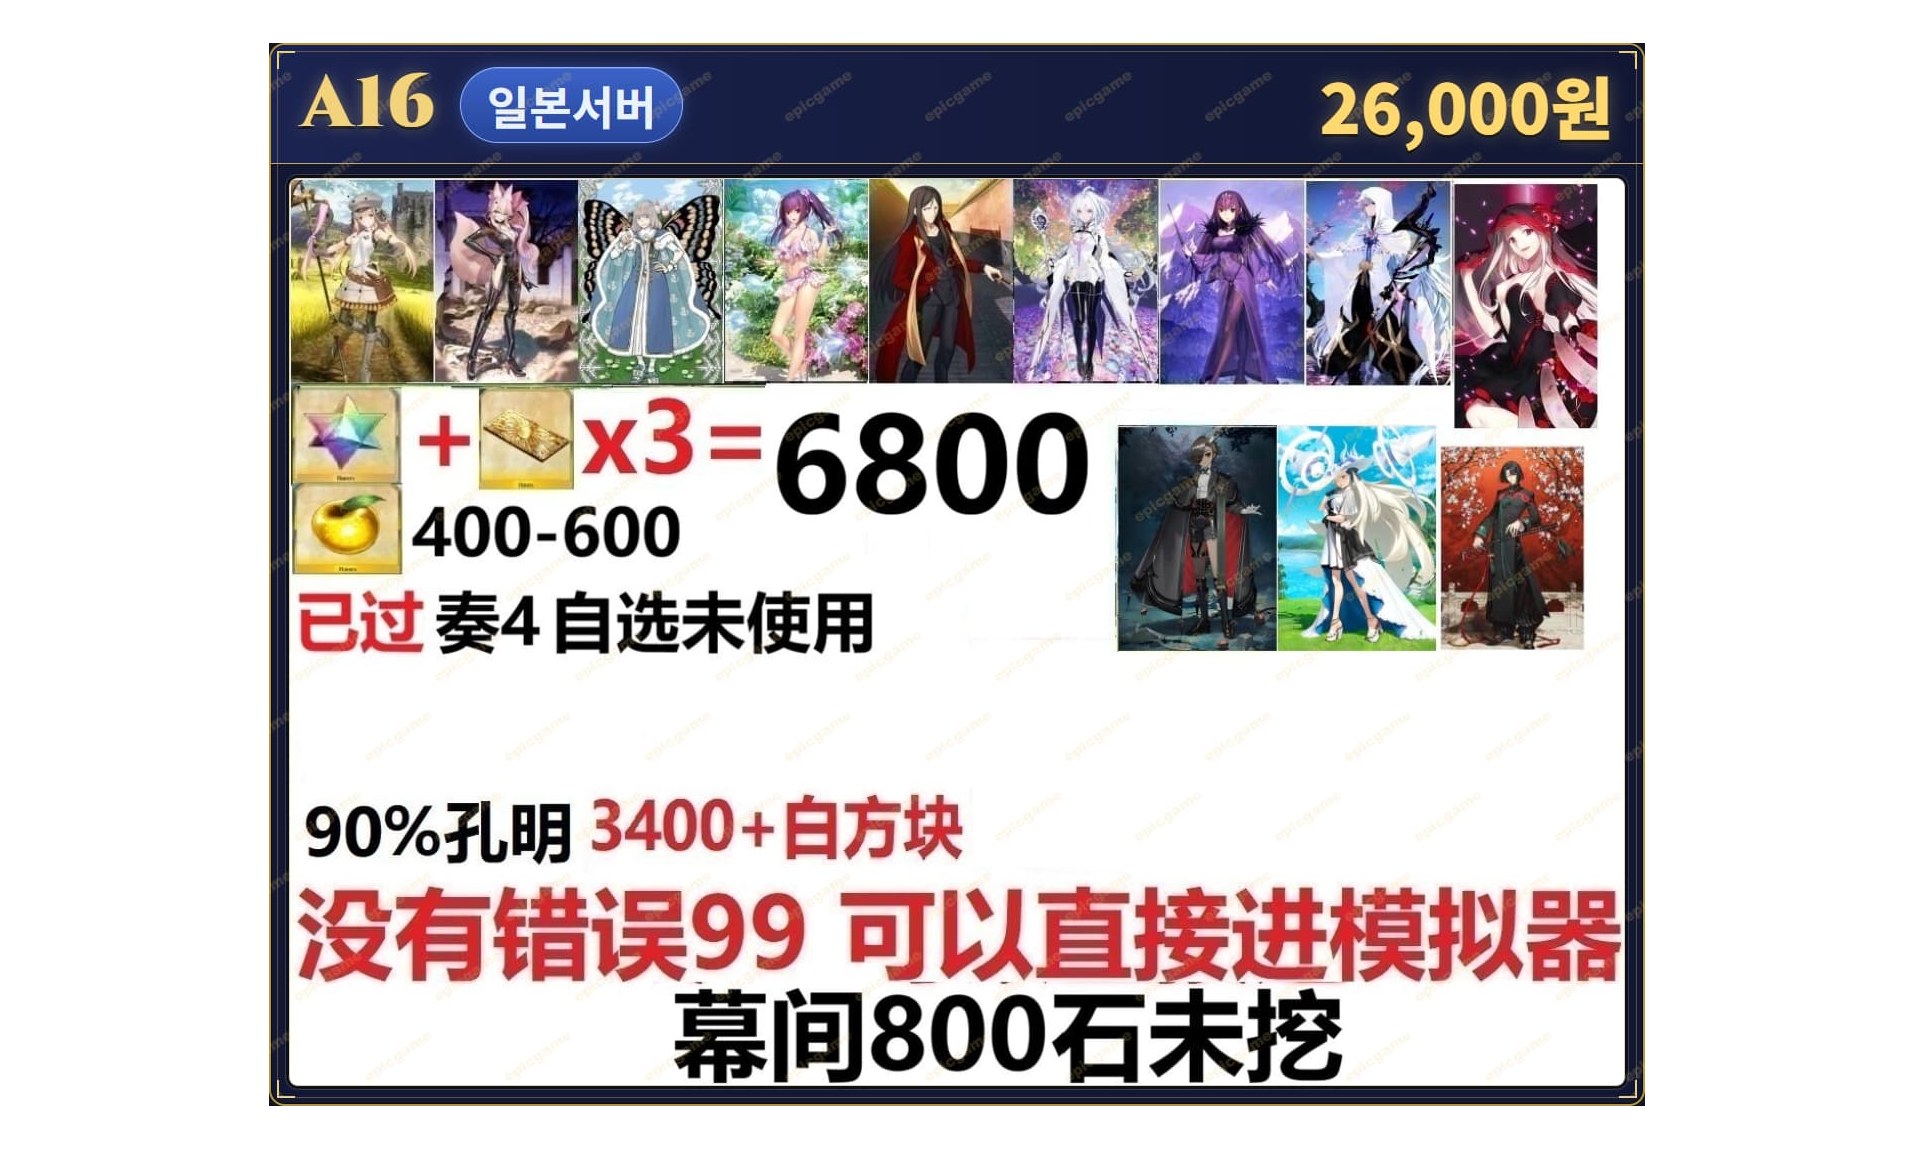 A16 일본서버 26,000원
+ x3=6800
400-600
已过 奏4 自选未使用
90%孔明 3400+白方块
没有错误99 可以直接进模拟器
幕间800石未挖
epicgame